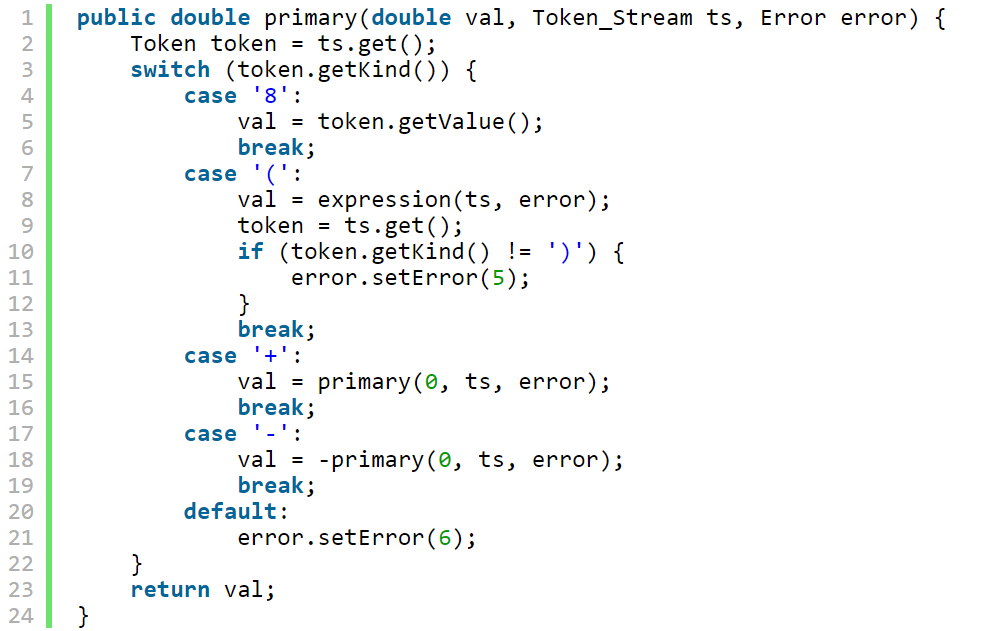 1 public double primary(double val, Token_Stream ts, Error error) {
2     Token token = ts.get();
3     switch (token.getKind()) {
4         case '8':
5             val = token.getValue();
6             break;
7         case '(':
8             val = expression(ts, error);
9             token = ts.get();
10             if (token.getKind() != ')') {
11                 error.setError(5);
12             }
13             break;
14         case '+':
15             val = primary(0, ts, error);
16             break;
17         case '-':
18             val = -primary(0, ts, error);
19             break;
20         default:
21             error.setError(6);
22     }
23     return val;
24 }